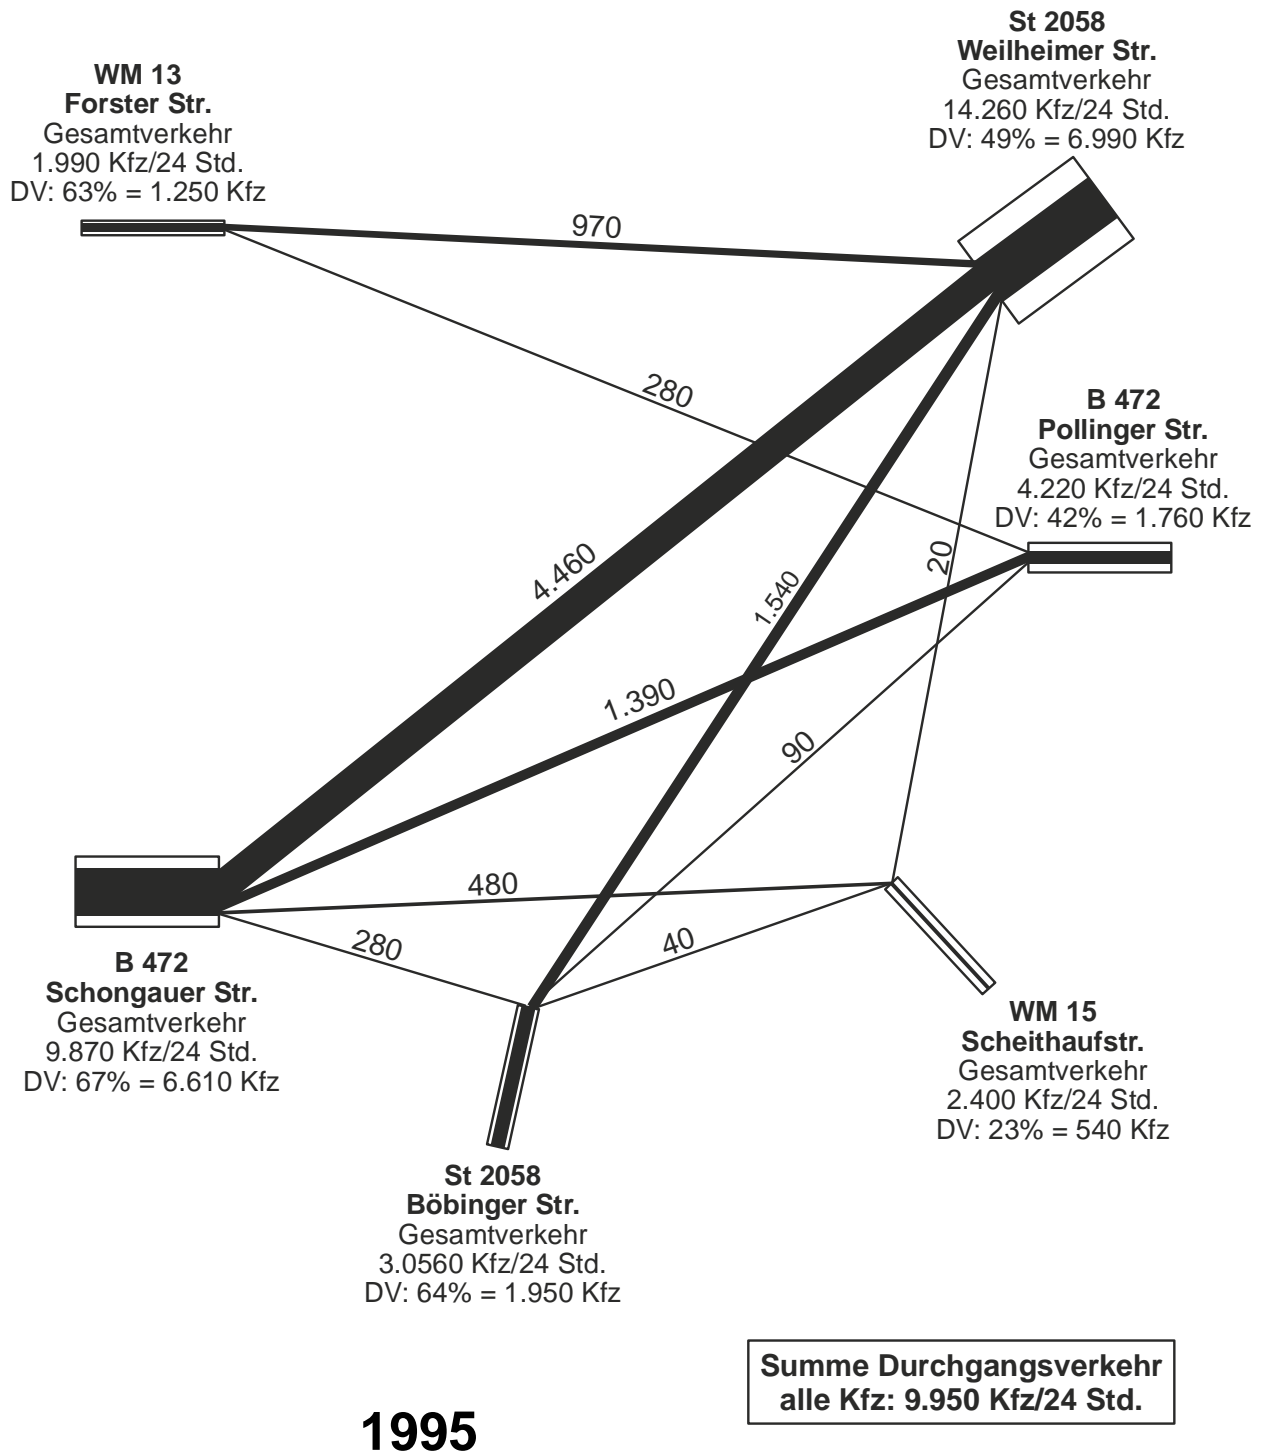 St 2058
Weilheimer Str.
Gesamtverkehr
14.260 Kfz/24 Std.
DV: 49% = 6.990 Kfz
WM 13
Forster Str.
Gesamtverkehr
1.990 Kfz/24 Std.
DV: 63% = 1.250 Kfz
970
280
B 472
Pollinger Str.
Gesamtverkehr
4.220 Kfz/24 Std.
DV: 42% = 1.760 Kfz
20
4.460
1.540
1.390
90
480
280
40
B 472
Schongauer Str.
Gesamtverkehr
9.870 Kfz/24 Std.
DV: 67% = 6.610 Kfz
WM 15
Scheithaufstr.
Gesamtverkehr
2.400 Kfz/24 Std.
DV: 23% = 540 Kfz
St 2058
Böbinger Str.
Gesamtverkehr
3.0560 Kfz/24 Std.
DV: 64% = 1.950 Kfz
Summe Durchgangsverkehr
alle Kfz: 9.950 Kfz/24 Std.
1995